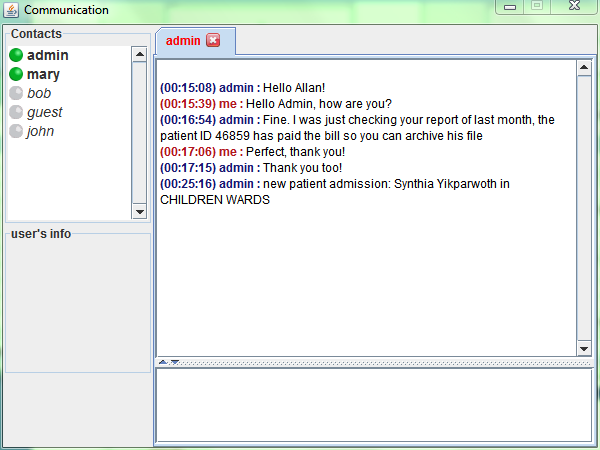 Communication
Contacts
admin
mary
bob
guest
john
user's info
admin
(00:15:08) admin : Hello Allan!
(00:15:39) me : Hello Admin, how are you?
(00:16:54) admin : Fine. I was just checking your report of last month, the
patient ID 46859 has paid the bill so you can archive his file
(00:17:06) me : Perfect, thank you!
(00:17:15) admin : Thank you too!
(00:25:16) admin : new patient admission: Synthia Yikparwoth in
CHILDREN WARDS